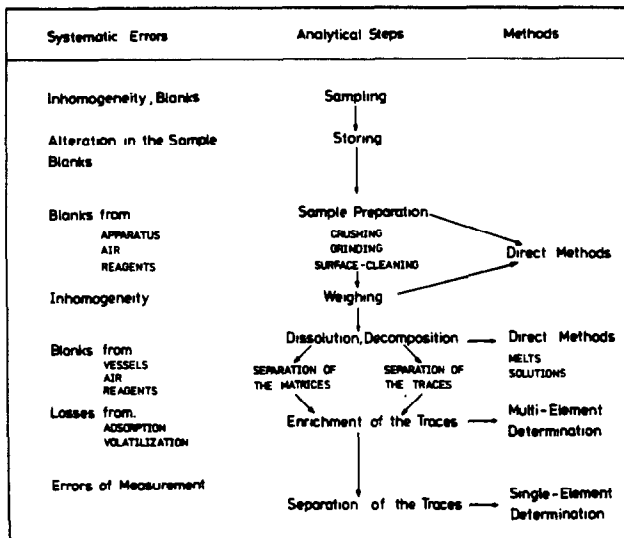 Systematic Errors Analytical Steps Methods
Inhomogeneity, Blanks Sampling
Alteration in the Sample Storing
Blanks
Blanks from Sample Preparation
APPARATUS CRUSHING
AIR GRINDING Direct Methods
REAGENTS SURFACE-CLEANING
Inhomogeneity Weighing
Dissolution, Decomposition Direct Methods
Blanks from
VESSELS SEPARATION OF SEPARATION OF MELTS
AIR THE MATRICES THE TRACES SOLUTIONS
REAGENTS
Losses from. Enrichment of the Traces Multi-Element
ADSORPTION Determination
VOLATILIZATION
Errors of Measurement
Separation of the Traces Single-Element
Determination